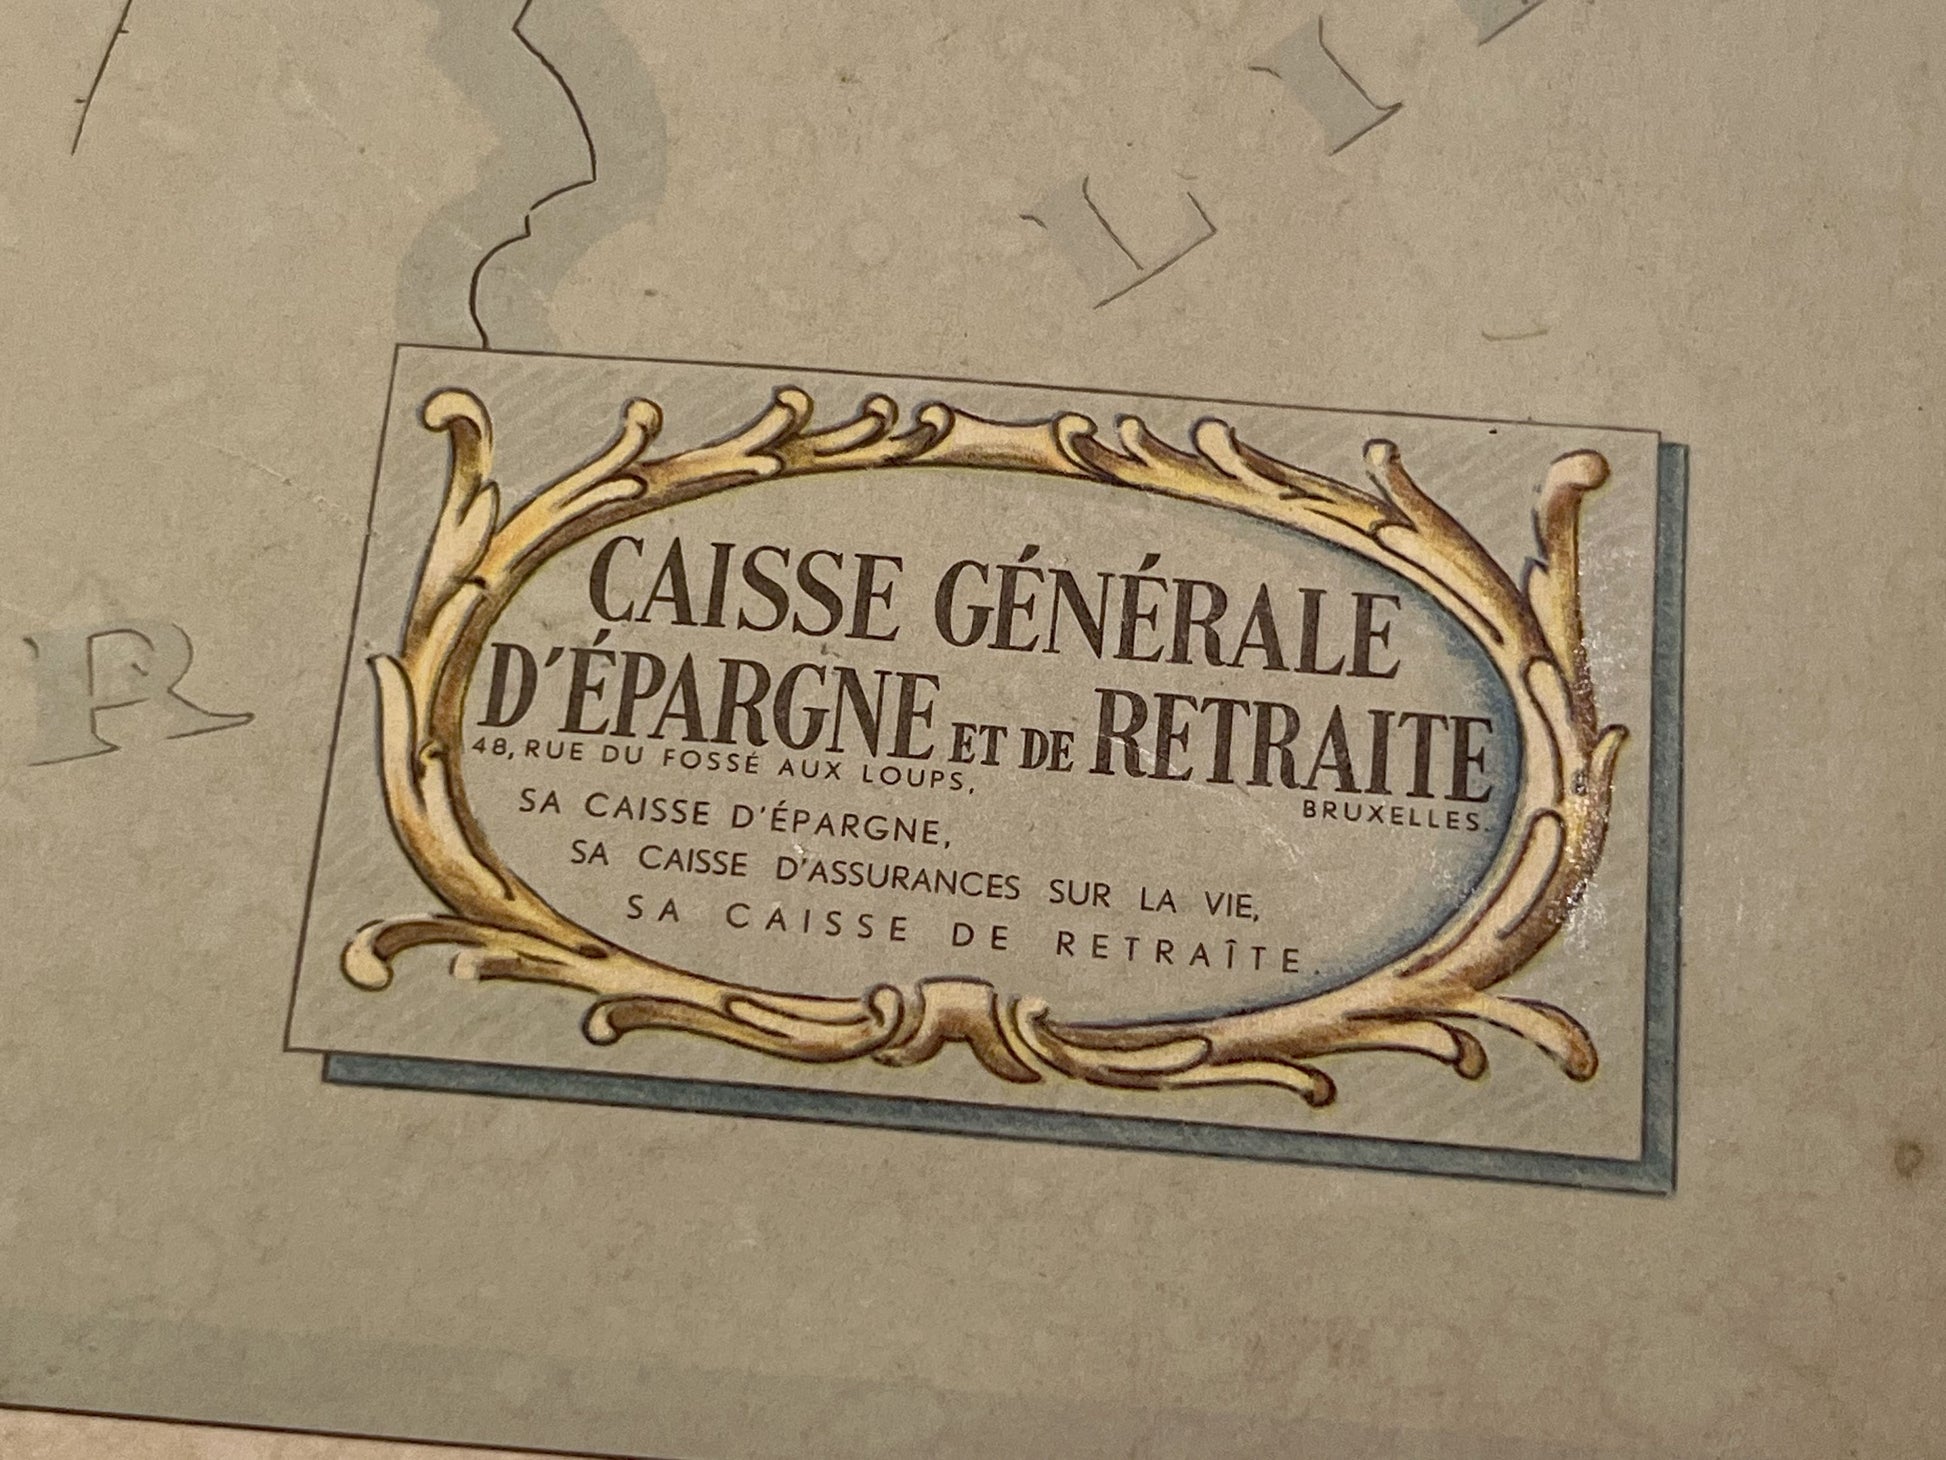 CAISSE GÉNÉRALE
D'ÉPARGNE ET DE RETRAITE
48, RUE DU FOSSÉ AUX LOUPS, BRUXELLES.
SA CAISSE D'ÉPARGNE,
SA CAISSE D'ASSURANCES SUR LA VIE,
SA CAISSE DE RETRAÎTE.
R
L I